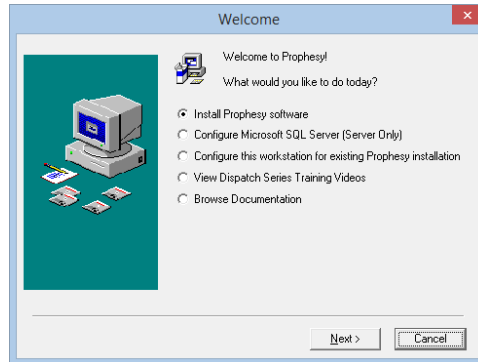 Welcome
Welcome to Prophesy!
What would you like to do today?
Install Prophesy software
Configure Microsoft SQL Server (Server Only)
Configure this workstation for existing Prophesy installation
View Dispatch Series Training Videos
Browse Documentation
Next >
Cancel